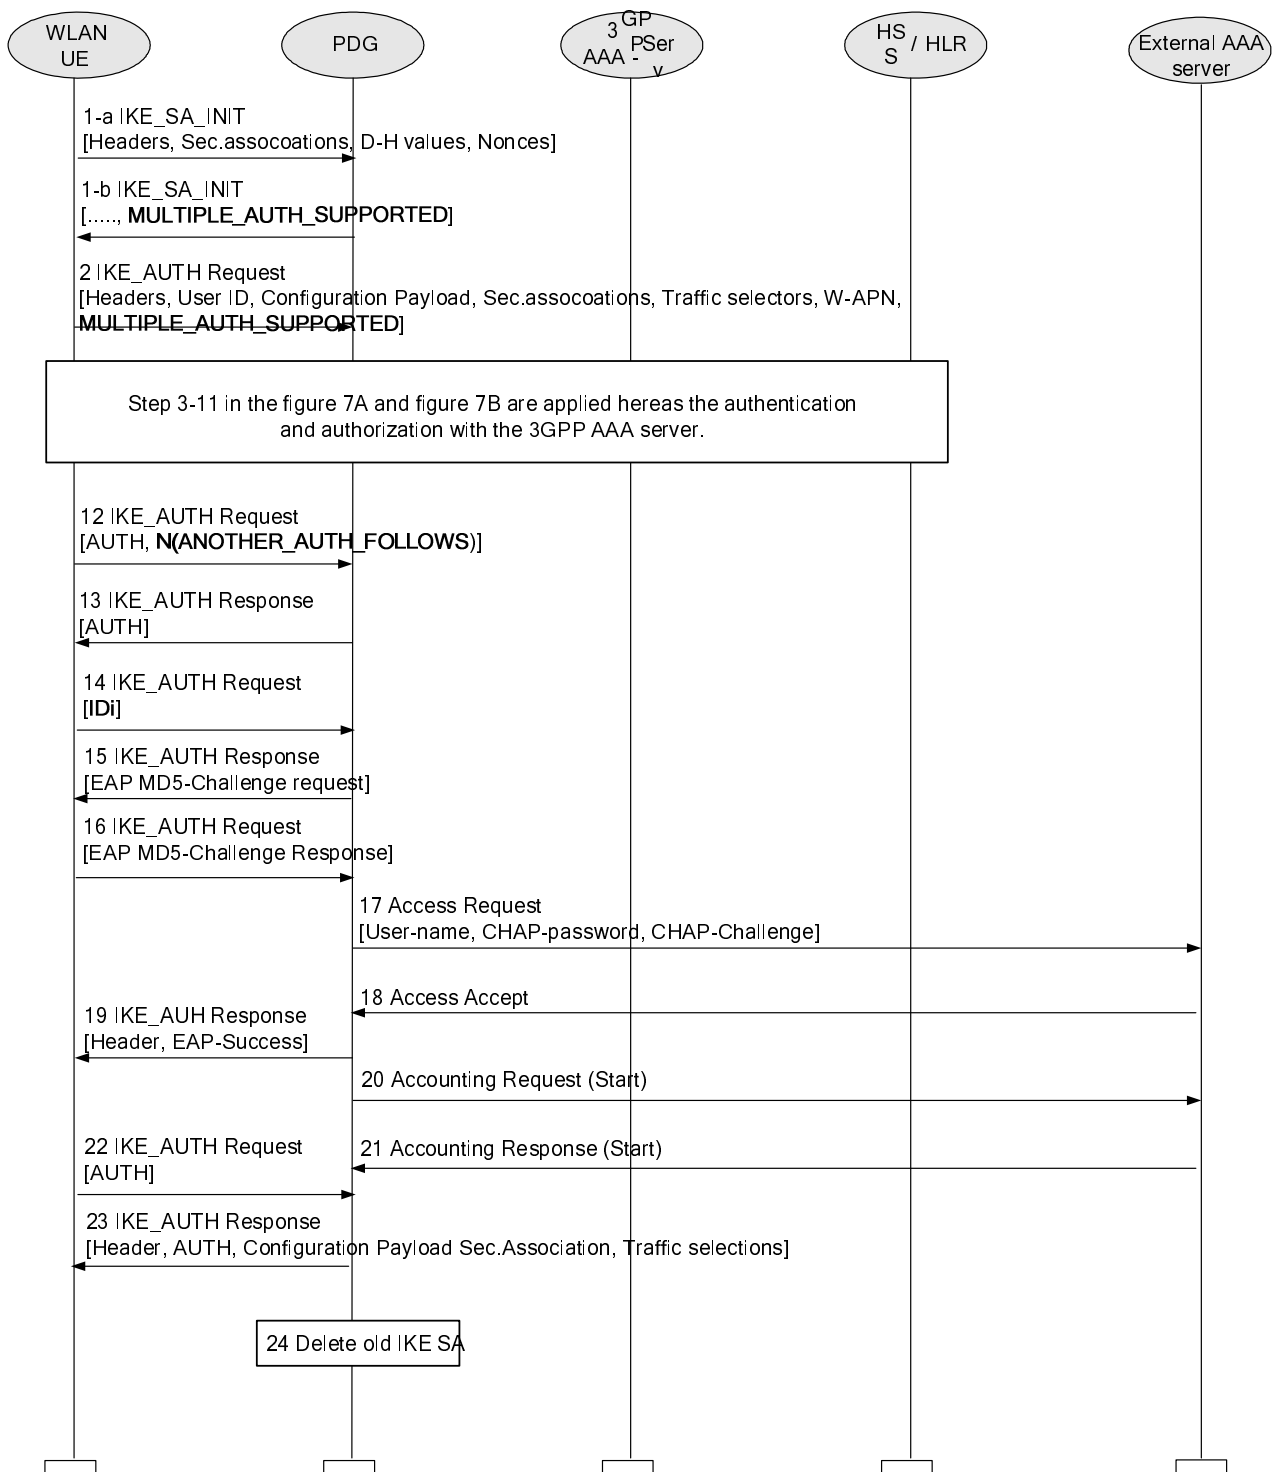 WLAN
UE
PDG
3GPP
AAA - Serv
HSS / HLR
External AAA
server
1-a IKE_SA_INIT
[Headers, Sec.assocoations, D-H values, Nonces]
1-b IKE_SA_INIT
[....., MULTIPLE_AUTH_SUPPORTED]
2 IKE_AUTH Request
[Headers, User ID, Configuration Payload, Sec.assocoations, Traffic selectors, W-APN,
MULTIPLE_AUTH_SUPPORTED]
Step 3-11 in the figure 7A and figure 7B are applied hereas the authentication
and authorization with the 3GPP AAA server.
12 IKE_AUTH Request
[AUTH, N(ANOTHER_AUTH_FOLLOWS)]
13 IKE_AUTH Response
[AUTH]
14 IKE_AUTH Request
[IDi]
15 IKE_AUTH Response
[EAP MD5-Challenge request]
16 IKE_AUTH Request
[EAP MD5-Challenge Response]
17 Access Request
[User-name, CHAP-password, CHAP-Challenge]
18 Access Accept
19 IKE_AUH Response
[Header, EAP-Success]
20 Accounting Request (Start)
21 Accounting Response (Start)
22 IKE_AUTH Request
[AUTH]
23 IKE_AUTH Response
[Header, AUTH, Configuration Payload Sec.Association, Traffic selections]
24 Delete old IKE SA